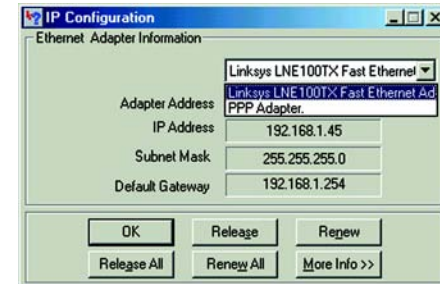 IP Configuration
Ethernet Adapter Information
Linksys LNE100TX Fast Ethernet
Linksys LNE100TX Fast Ethernet Ad
PPP Adapter.
Adapter Address
IP Address 192.168.1.45
Subnet Mask 255.255.255.0
Default Gateway 192.168.1.254
OK Release Renew
Release All Renew All More Info >>